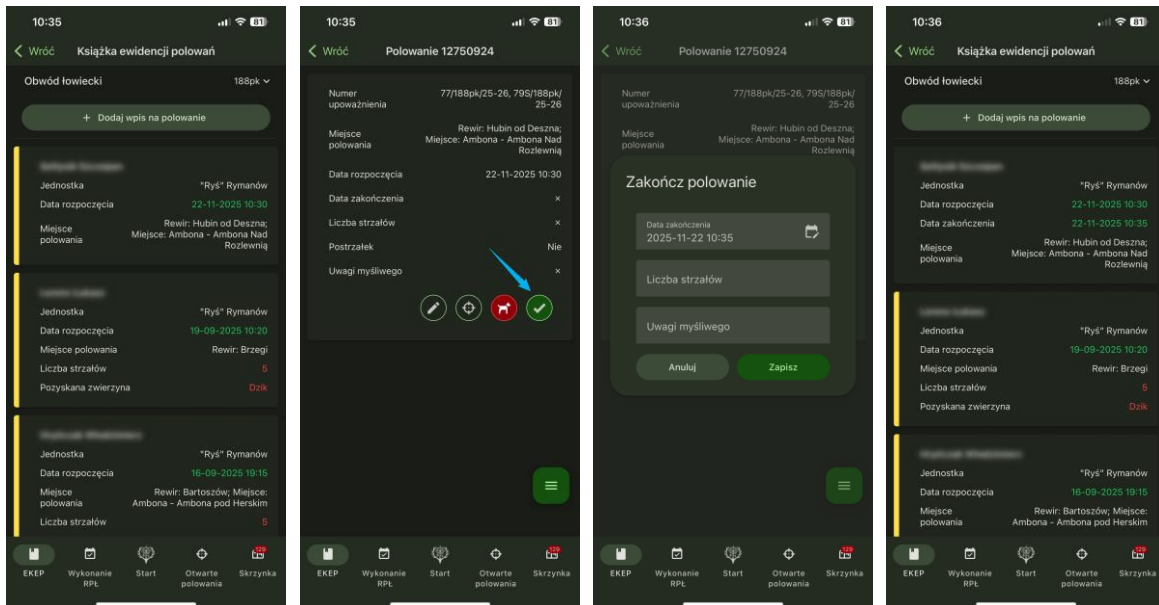 10:35
81
Wróć
Książka ewidencji polowań
Obwód łowiecki
188pk
+ Dodaj wpis na polowanie
Jednostka
"Ryś" Rymanów
Data rozpoczęcia
22-11-2025 10:30
Miejsce
polowania
Rewir: Hubin od Deszna;
Miejsce: Ambona - Ambona Nad
Rozlewnią
Jednostka
"Ryś" Rymanów
Data rozpoczęcia
19-09-2025 10:20
Miejsce polowania
Rewir: Brzegi
Liczba strzałów
5
Pozyskana zwierzyna
Dzik
Jednostka
"Ryś" Rymanów
Data rozpoczęcia
16-09-2025 19:15
Miejsce
polowania
Rewir: Bartoszów; Miejsce:
Ambona - Ambona pod Herskim
Liczba strzałów
5
129
EKEP
Wykonanie
RPŁ
Start
Otwarte
polowania
Skrzynka
10:35
81
Wróć
Polowanie 12750924
Numer
upoważnienia
77/188pk/25-26, 79S/188pk/
25-26
Miejsce
polowania
Rewir: Hubin od Deszna;
Miejsce: Ambona - Ambona Nad
Rozlewnią
Data rozpoczęcia
22-11-2025 10:30
Data zakończenia
×
Liczba strzałów
×
Postrzałek
Nie
Uwagi myśliwego
×
129
EKEP
Wykonanie
RPŁ
Start
Otwarte
polowania
Skrzynka
10:36
81
Wróć
Polowanie 12750924
Numer
upoważnienia
77/188pk/25-26, 79S/188pk/
25-26
Miejsce
polowania
Rewir: Hubin od Deszna;
Miejsce: Ambona - Ambona Nad
Rozlewnią
Zakończ polowanie
Data zakończenia
2025-11-22 10:35
Liczba strzałów
Uwagi myśliwego
Anuluj
Zapisz
129
EKEP
Wykonanie
RPŁ
Start
Otwarte
polowania
Skrzynka
10:36
81
Wróć
Książka ewidencji polowań
Obwód łowiecki
188pk
+ Dodaj wpis na polowanie
Jednostka
"Ryś" Rymanów
Data rozpoczęcia
22-11-2025 10:30
Data zakończenia
22-11-2025 10:35
Miejsce
polowania
Rewir: Hubin od Deszna;
Miejsce: Ambona - Ambona Nad
Rozlewnią
Jednostka
"Ryś" Rymanów
Data rozpoczęcia
19-09-2025 10:20
Miejsce polowania
Rewir: Brzegi
Liczba strzałów
5
Pozyskana zwierzyna
Dzik
Jednostka
"Ryś" Rymanów
Data rozpoczęcia
16-09-2025 19:15
Miejsce
polowania
Rewir: Bartoszów; Miejsce:
Ambona - Ambona pod Herskim
129
EKEP
Wykonanie
RPŁ
Start
Otwarte
polowania
Skrzynka